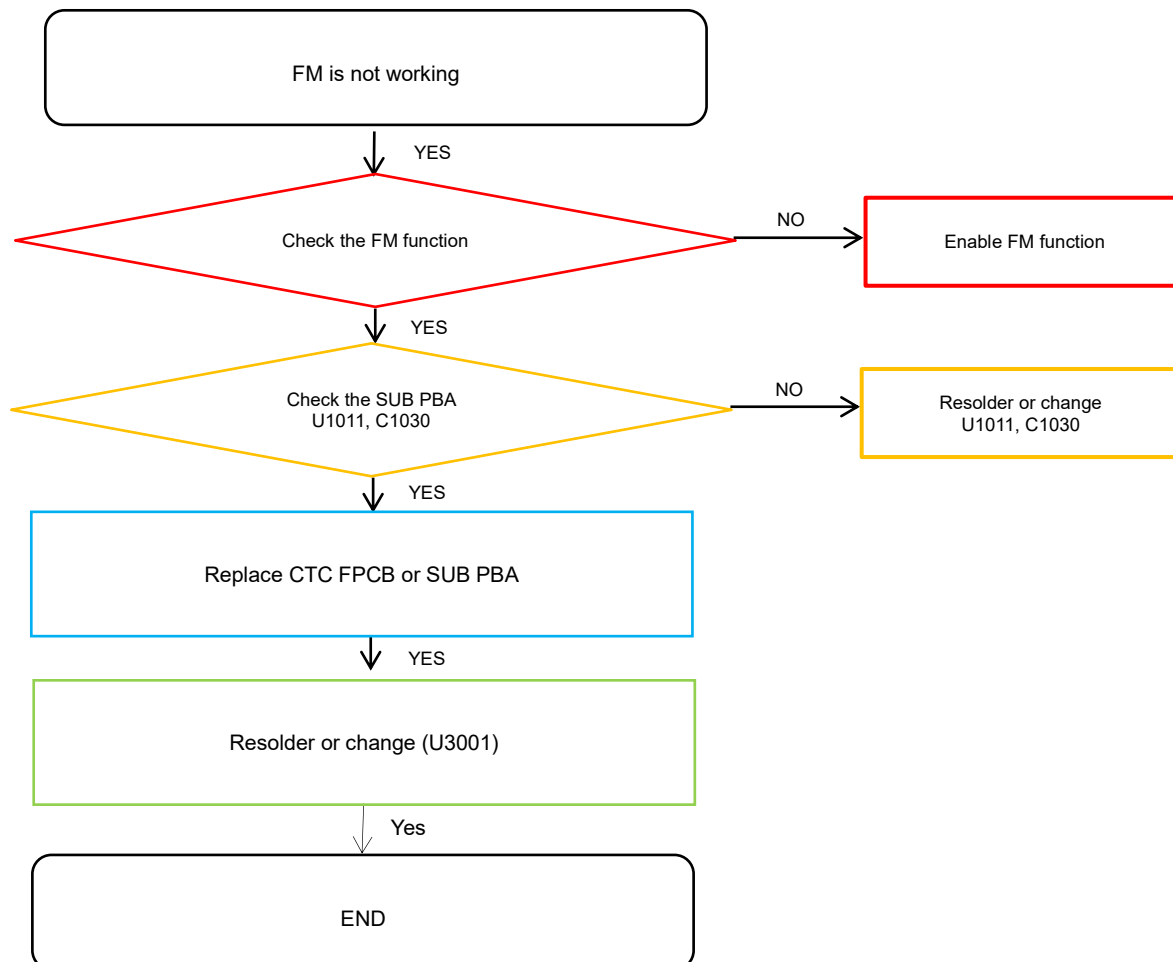 FM is not working
YES
Check the FM function
NO
Enable FM function
YES
Check the SUB PBA
U1011, C1030
NO
Resolder or change
U1011, C1030
YES
Replace CTC FPCB or SUB PBA
YES
Resolder or change (U3001)
Yes
END